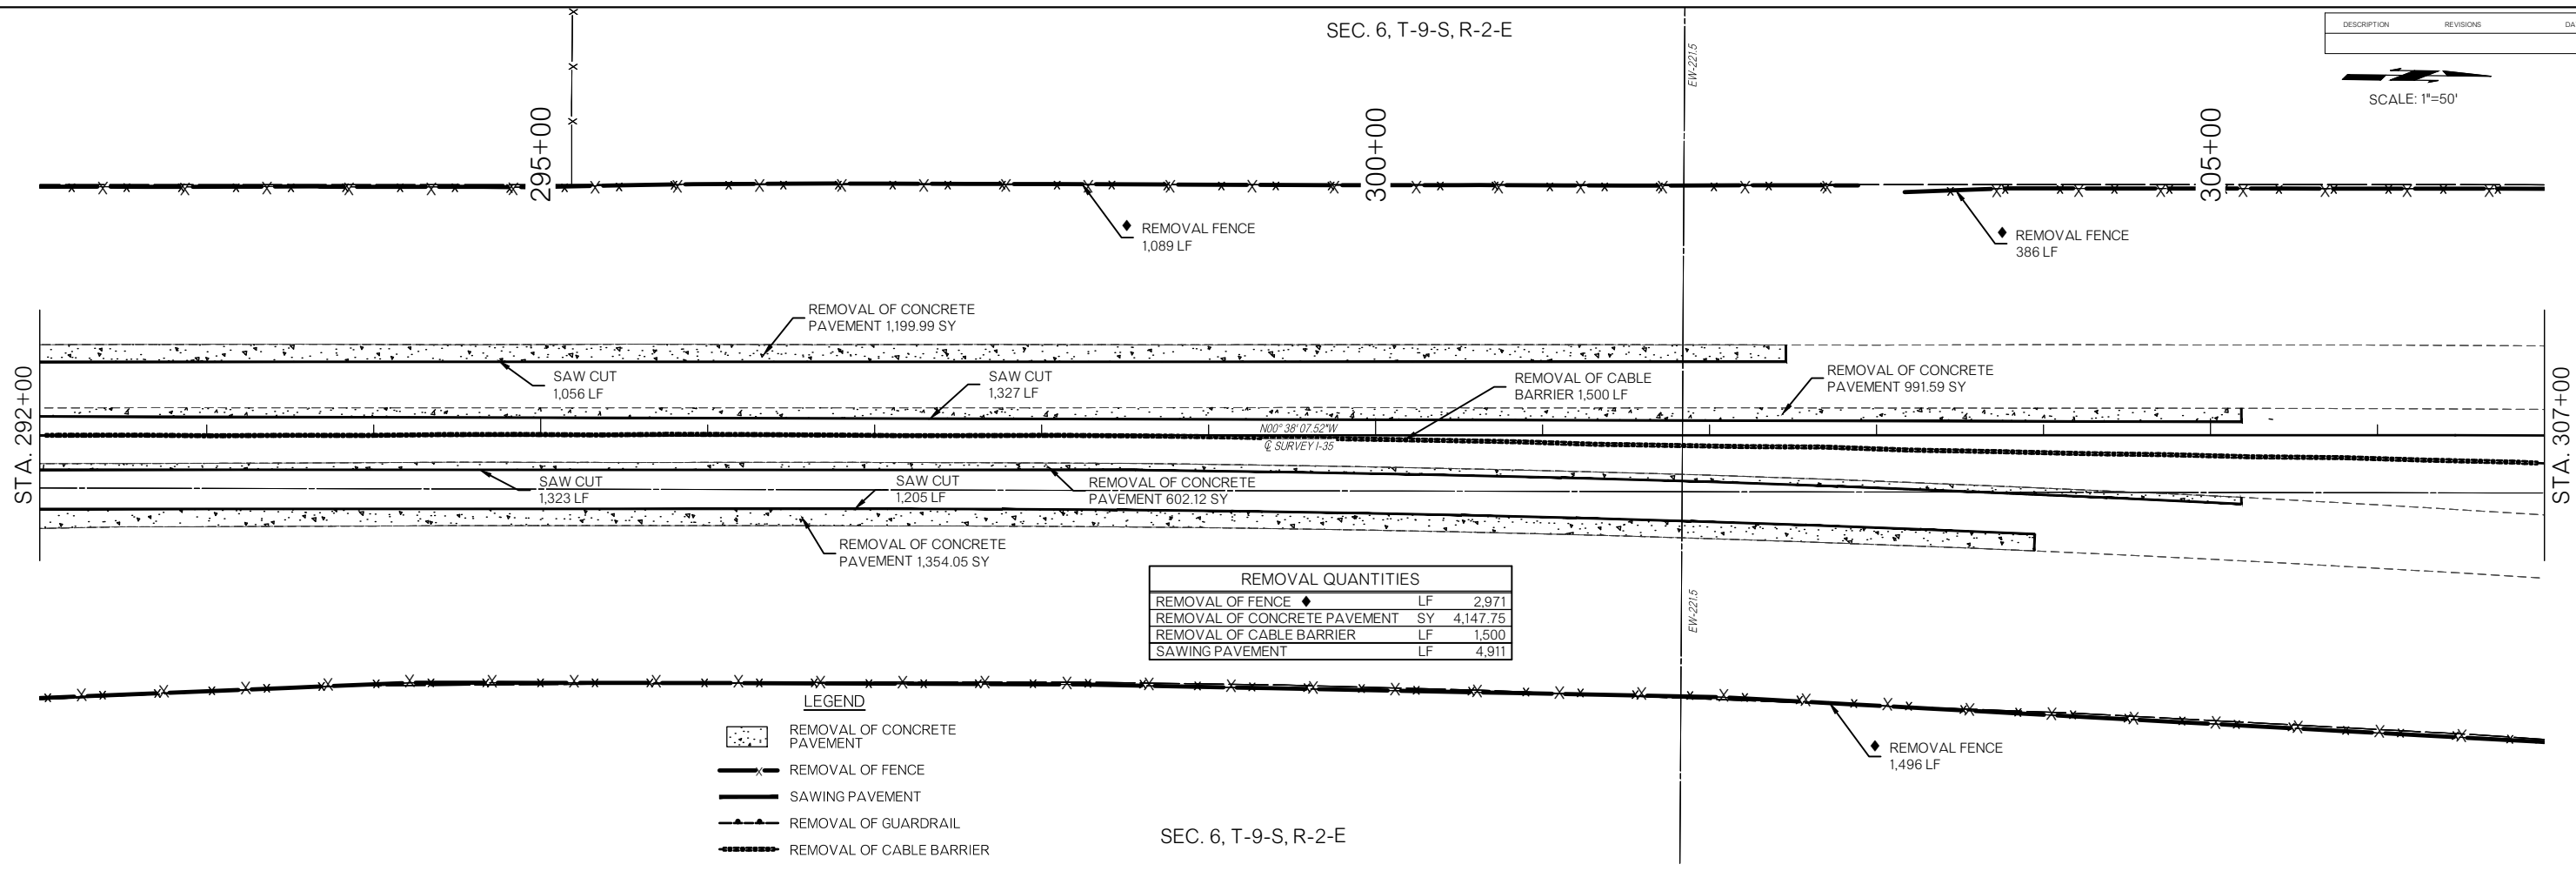 SEC. 6, T-9-S, R-2-E
DESCRIPTION REVISIONS DA
EW-221.5
SCALE: 1"=50'
295+00
300+00
305+00
♦ REMOVAL FENCE
1,089 LF
♦ REMOVAL FENCE
386 LF
REMOVAL OF CONCRETE
PAVEMENT 1,199.99 SY
SAW CUT
1,056 LF
SAW CUT
1,327 LF
REMOVAL OF CABLE
BARRIER 1,500 LF
REMOVAL OF CONCRETE
PAVEMENT 991.59 SY
STA. 292+00
STA. 307+00
N00° 38' 07.52"W
℄ SURVEY I-35
SAW CUT
1,323 LF
SAW CUT
1,205 LF
REMOVAL OF CONCRETE
PAVEMENT 602.12 SY
REMOVAL OF CONCRETE
PAVEMENT 1,354.05 SY
REMOVAL QUANTITIES
REMOVAL OF FENCE ♦ LF 2,971
REMOVAL OF CONCRETE PAVEMENT SY 4,147.75
REMOVAL OF CABLE BARRIER LF 1,500
SAWING PAVEMENT LF 4,911
EW-221.5
LEGEND
REMOVAL OF CONCRETE
PAVEMENT
REMOVAL OF FENCE
SAWING PAVEMENT
REMOVAL OF GUARDRAIL
REMOVAL OF CABLE BARRIER
♦ REMOVAL FENCE
1,496 LF
SEC. 6, T-9-S, R-2-E